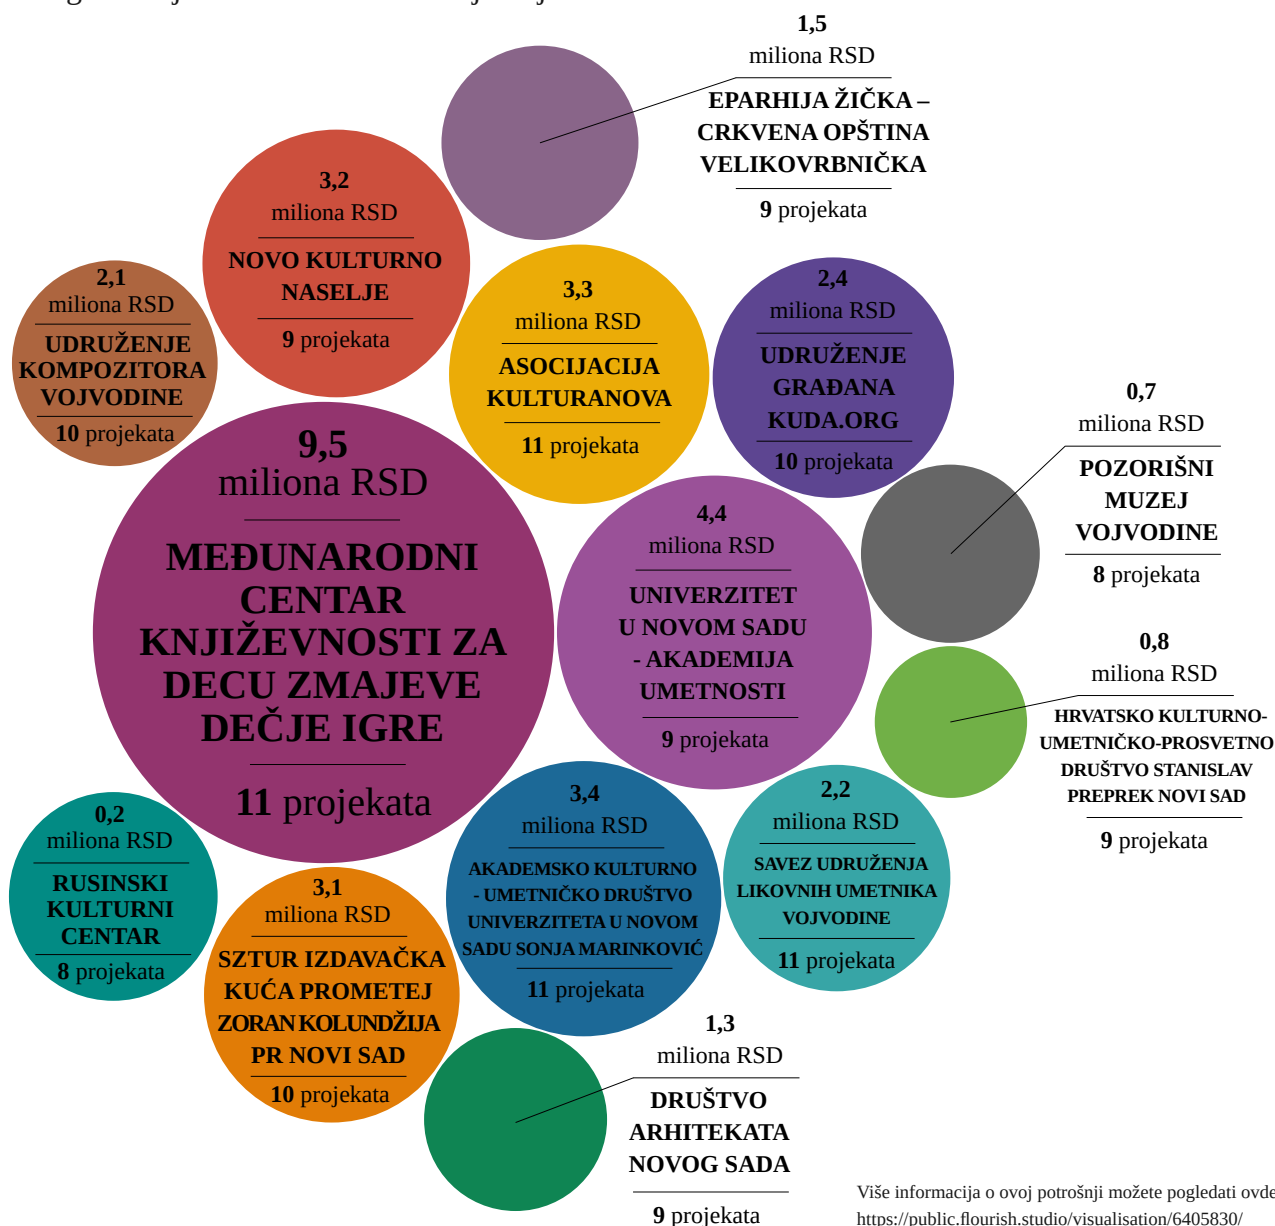 1,5
miliona RSD
EPARHIJA ŽIČKA –
CRKVENA OPŠTINA
VELIKOVRBNIČKA
9 projekata
3,2
miliona RSD
NOVO KULTURNO
NASELJE
9 projekata
2,1
miliona RSD
UDRUŽENJE
KOMPOZITORA
VOJVODINE
10 projekata
3,3
miliona RSD
ASOCIJACIJA
KULTURANOVA
11 projekata
2,4
miliona RSD
UDRUŽENJE
GRAĐANA
KUDA.ORG
10 projekata
0,7
miliona RSD
POZORIŠNI
MUZEJ
VOJVODINE
8 projekata
9,5
miliona RSD
MEĐUNARODNI
CENTAR
KNJIŽEVNOSTI ZA
DECU ZMAJEVE
DEČJE IGRE
11 projekata
4,4
miliona RSD
UNIVERZITET
U NOVOM SADU
- AKADEMIJA
UMETNOSTI
9 projekata
0,8
miliona RSD
HRVATSKO KULTURNO-
UMETNIČKO-PROSVETNO
DRUŠTVO STANISLAV
PREPREK NOVI SAD
9 projekata
0,2
miliona RSD
RUSINSKI
KULTURNI
CENTAR
8 projekata
3,1
miliona RSD
SZTUR IZDAVAČKA
KUĆA PROMETEJ
ZORAN KOLUNDŽIJA
PR NOVI SAD
10 projekata
3,4
miliona RSD
AKADEMSKO KULTURNO
- UMETNIČKO DRUŠTVO
UNIVERZITETA U NOVOM
SADU SONJA MARINKOVIĆ
11 projekata
2,2
miliona RSD
SAVEZ UDRUŽENJA
LIKOVNIH UMETNIKA
VOJVODINE
11 projekata
1,3
miliona RSD
DRUŠTVO
ARHITEKATA
NOVOG SADA
9 projekata
Više informacija o ovoj potrošnji možete pogledati ovde
https://public.flourish.studio/visualisation/6405830/